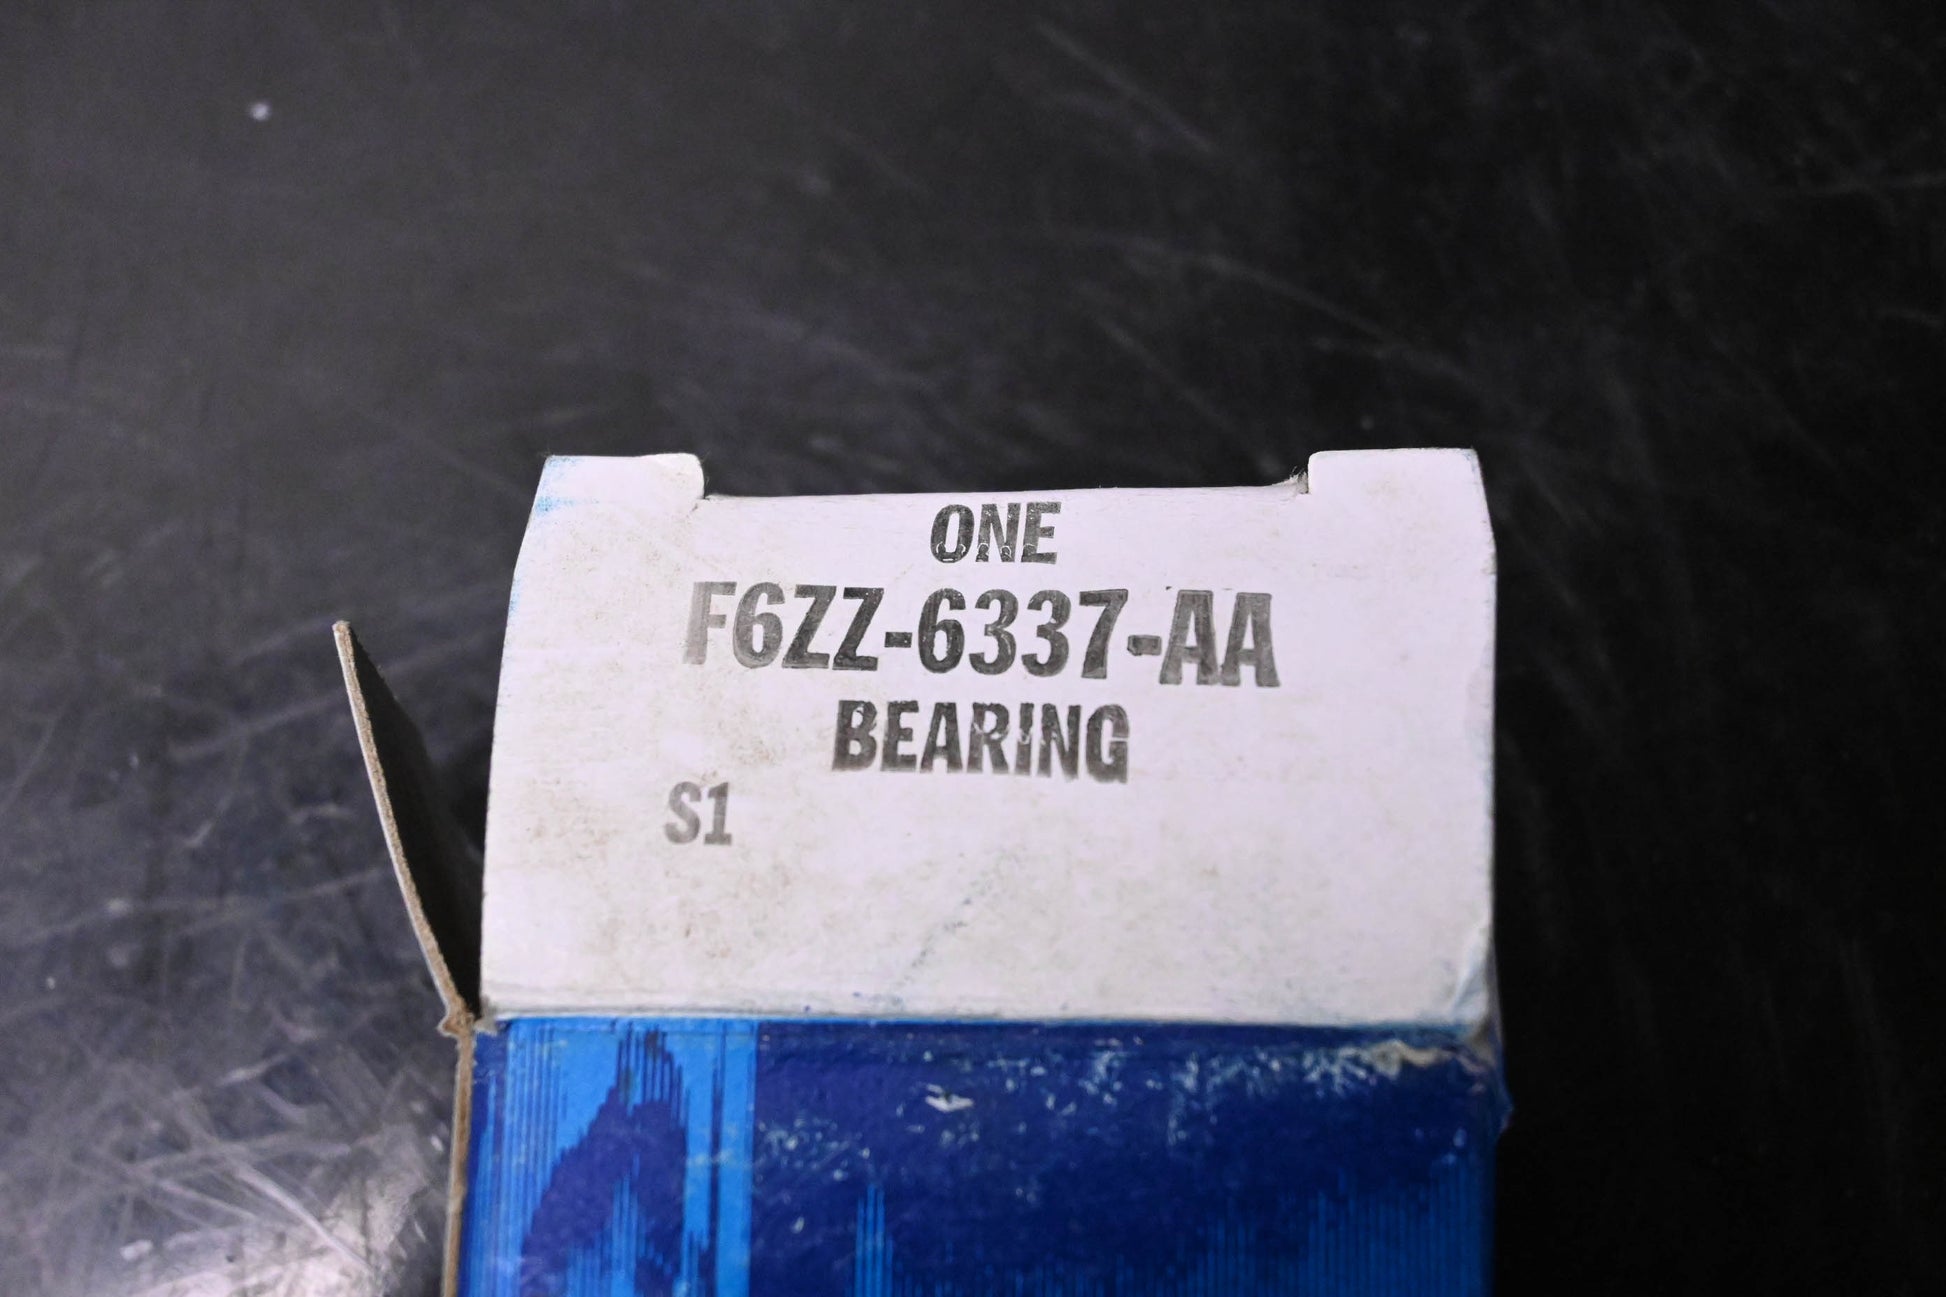 ONE
F6ZZ-6337-AA
BEARING
S1